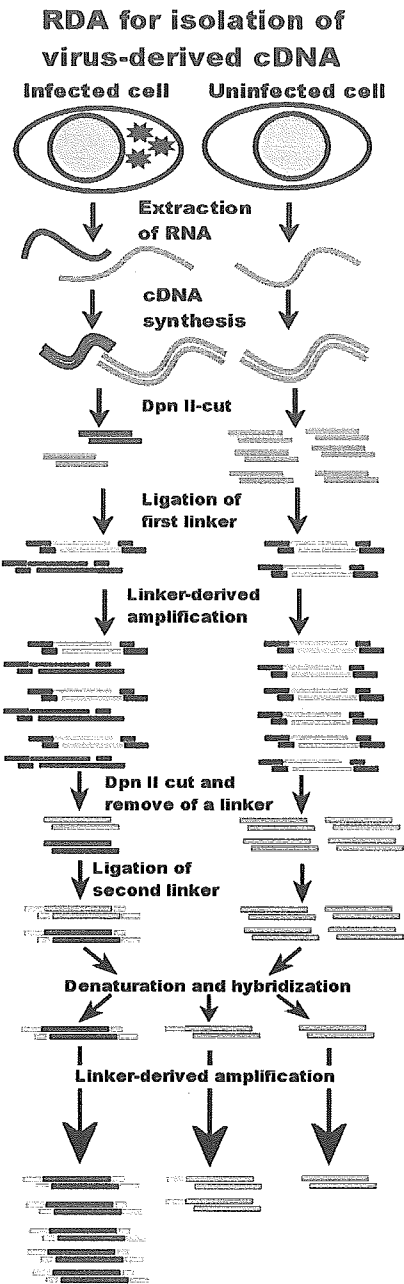 RDA for isolation of
virus-derived cDNA
Infected cell Uninfected cell
Extraction
of RNA
cDNA
synthesis
Dpn II-cut
Ligation of
first linker
Linker-derived
amplification
Dpn II cut and
remove of a linker
Ligation of
second linker
Denaturation and hybridization
Linker-derived amplification